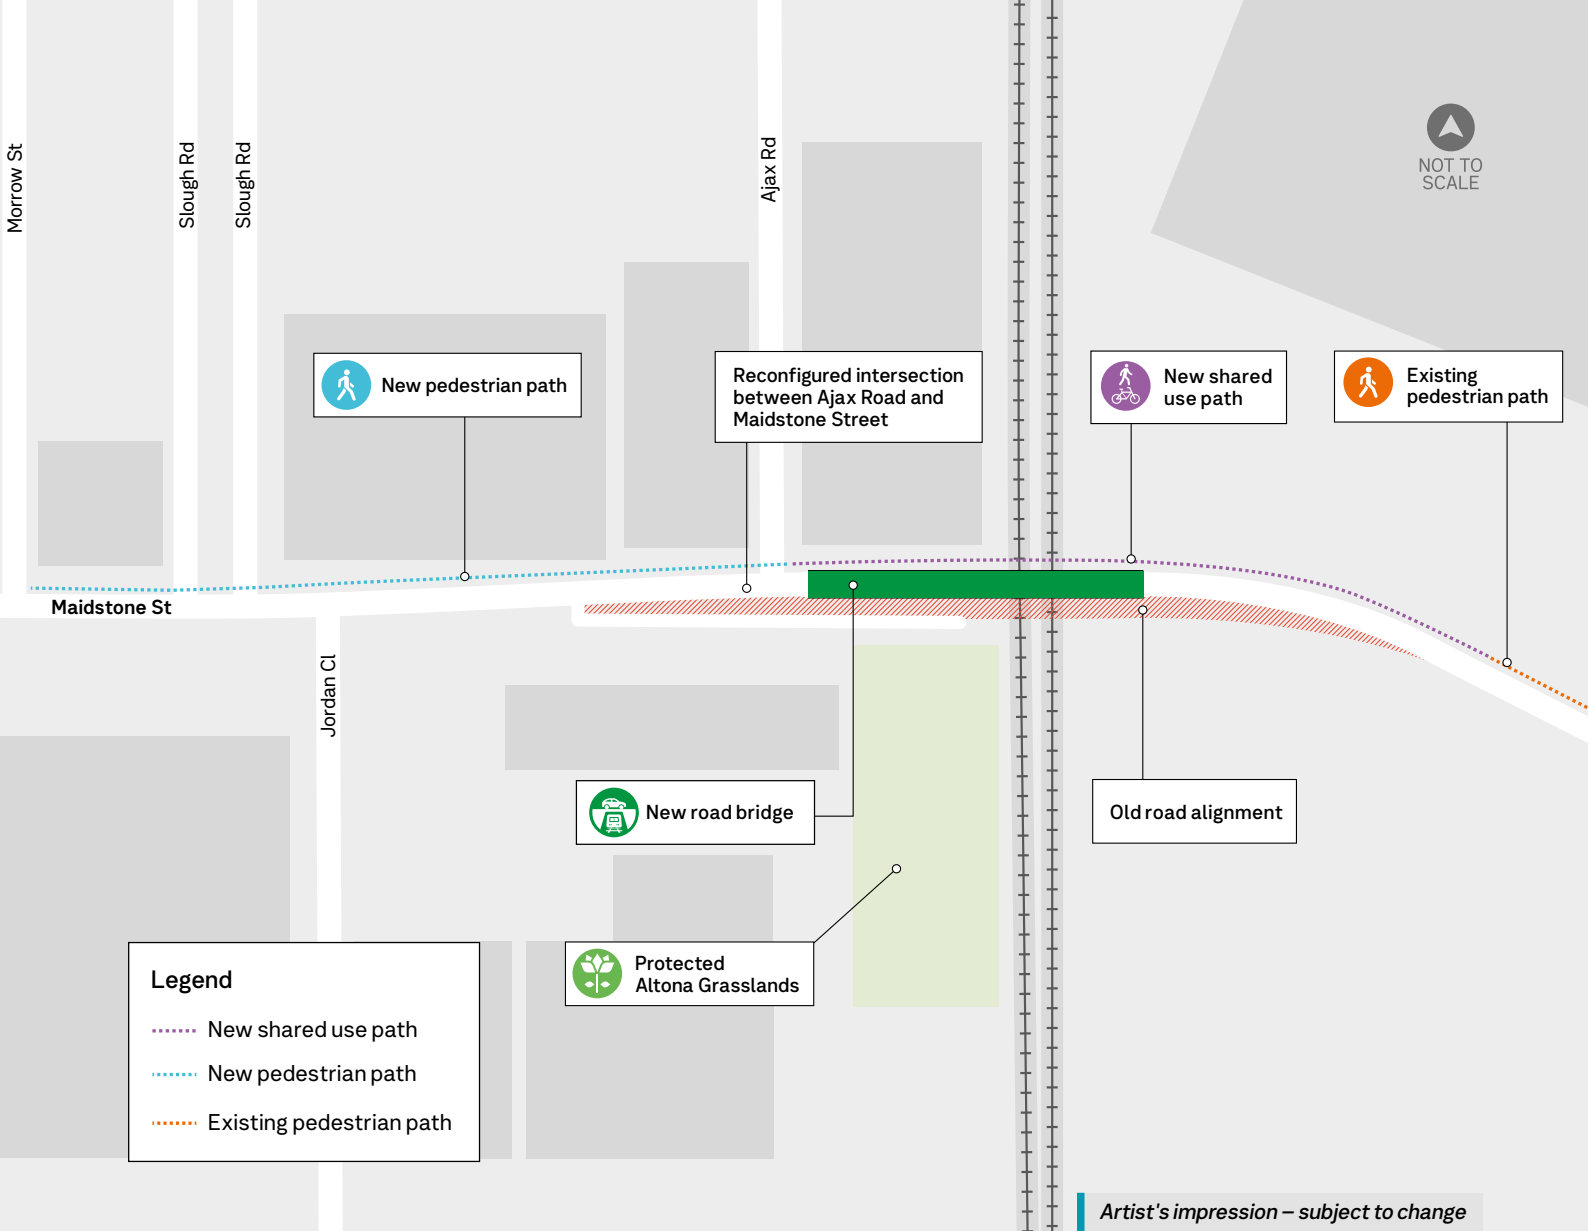 Morrow St
Slough Rd
Slough Rd
Ajax Rd
NOT TO
SCALE
New pedestrian path
Reconfigured intersection
between Ajax Road and
Maidstone Street
New shared
use path
Existing
pedestrian path
Maidstone St
Jordan Cl
New road bridge
Old road alignment
Protected
Altona Grasslands
Legend
New shared use path
New pedestrian path
Existing pedestrian path
Artist's impression – subject to change